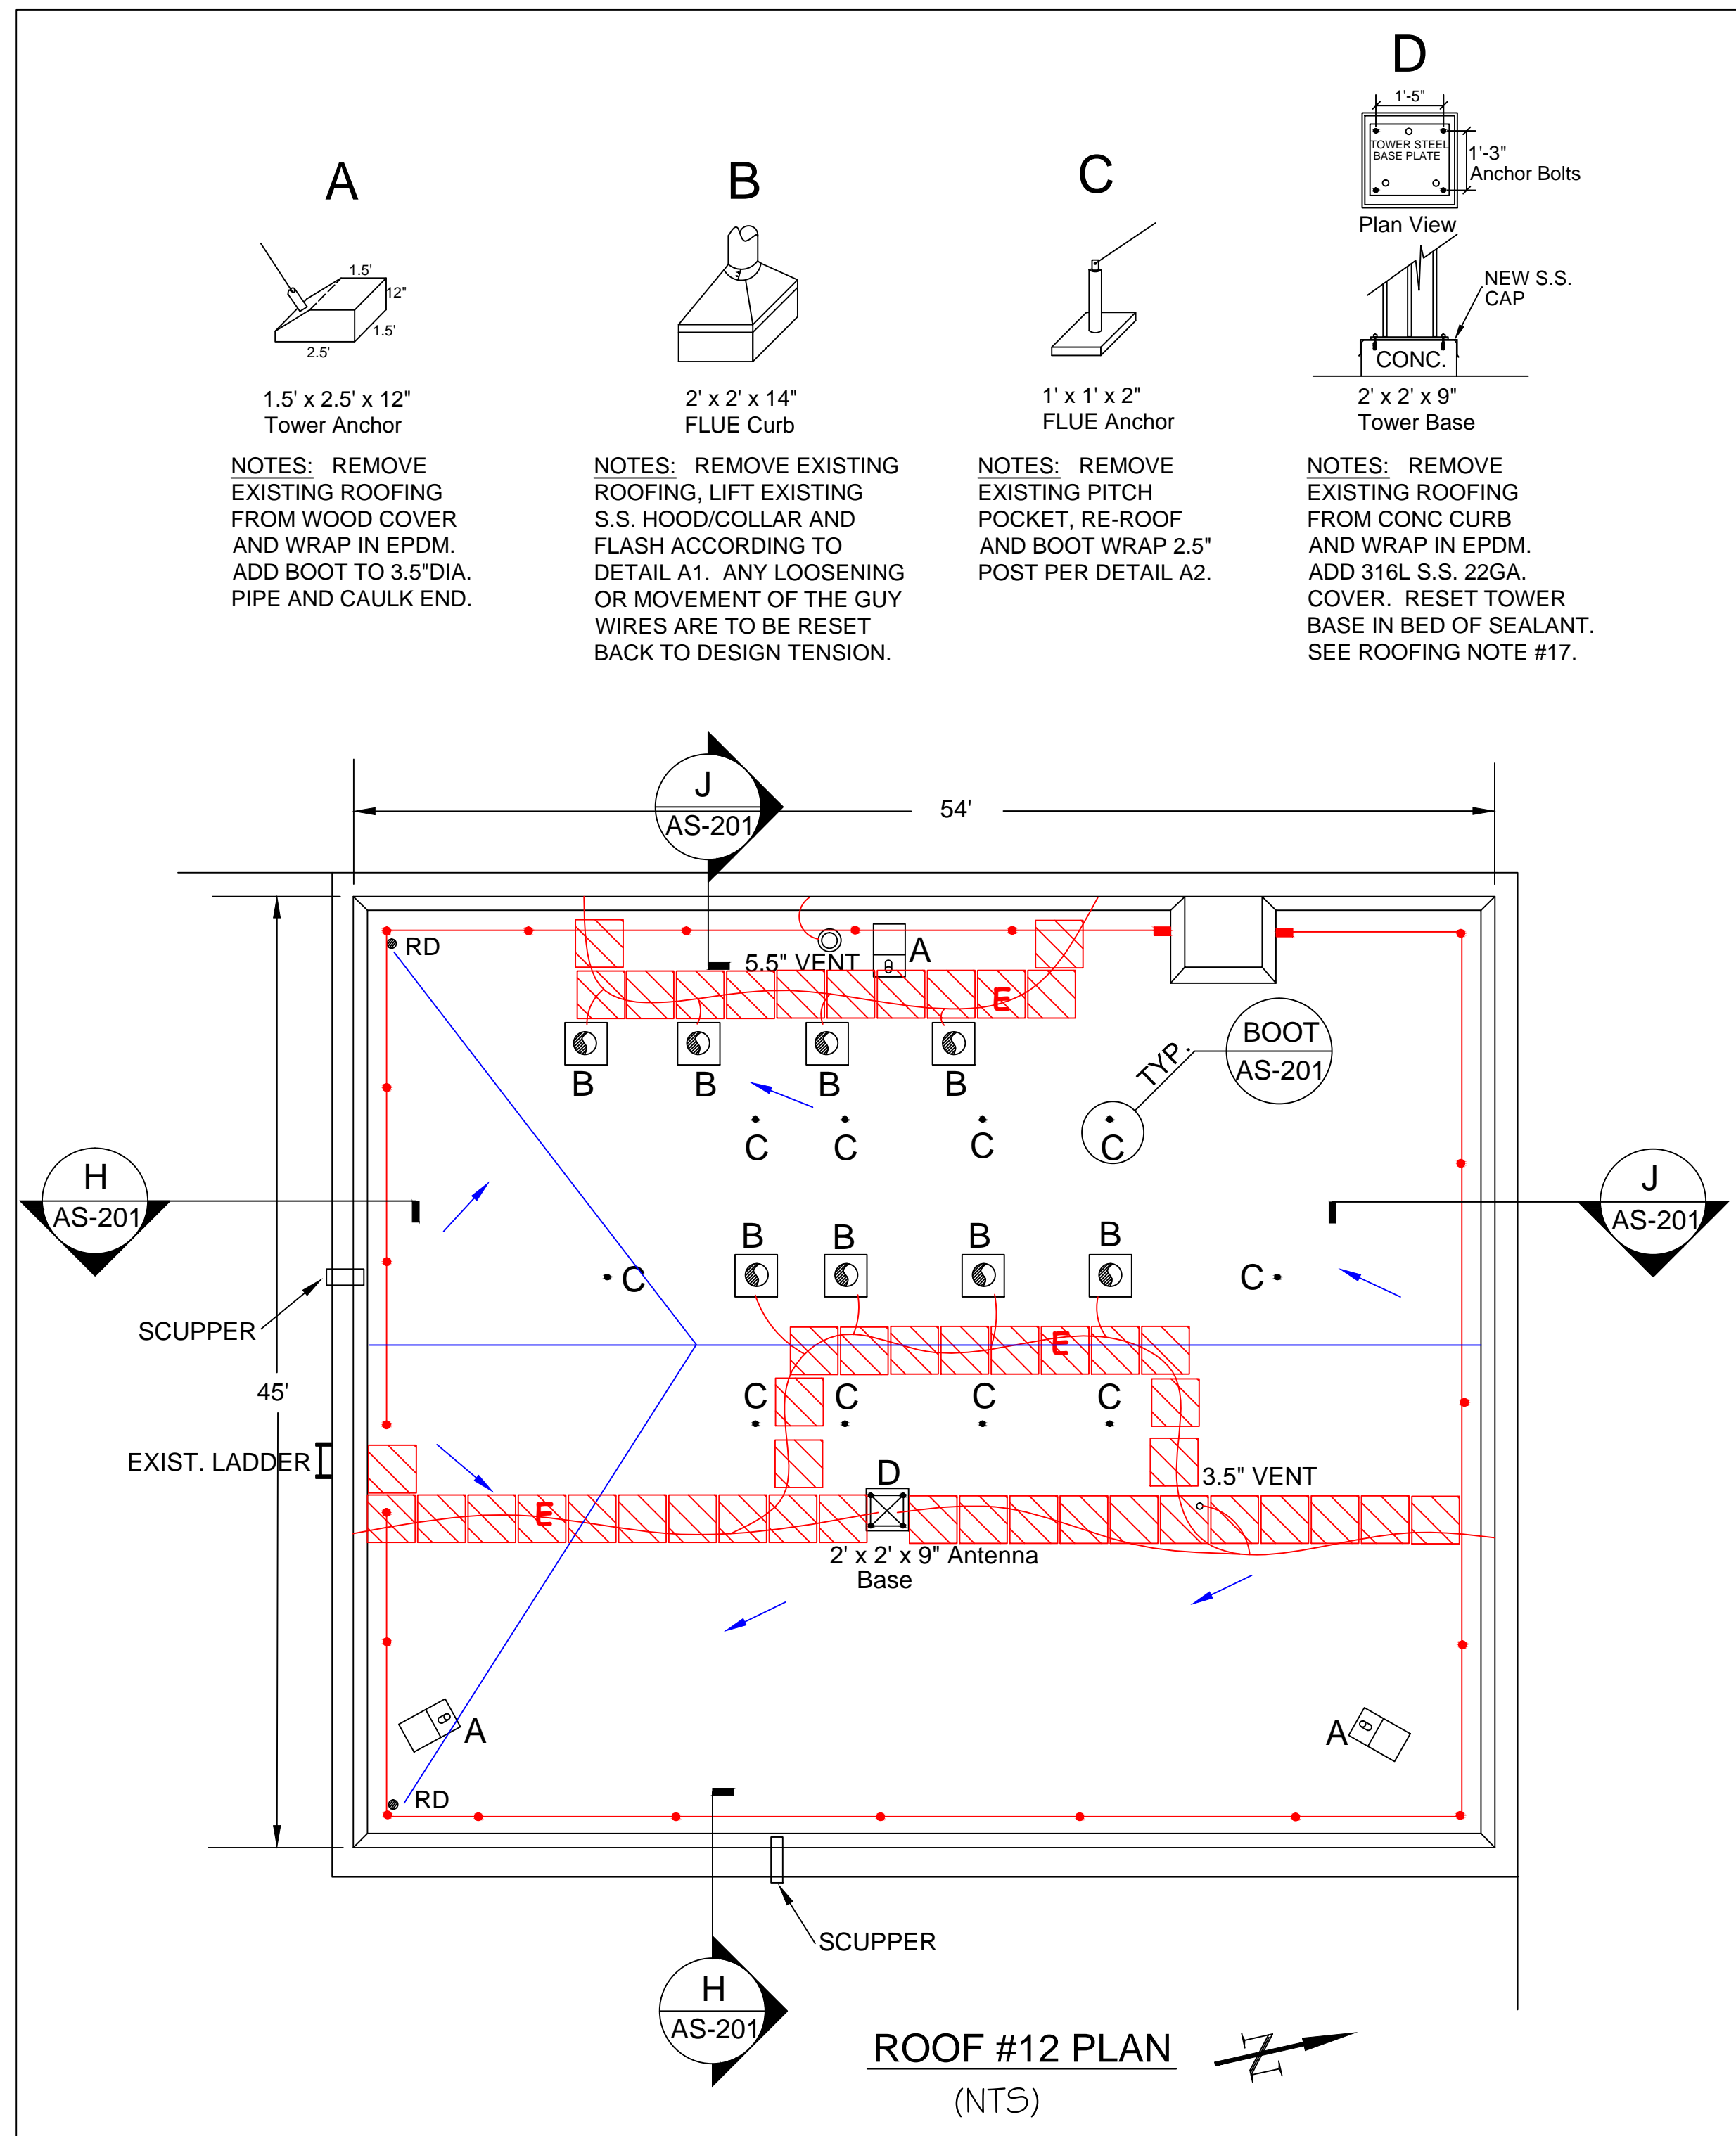 A
1.5'
12"
1.5'
2.5'
1.5' x 2.5' x 12"
Tower Anchor
NOTES: REMOVE
EXISTING ROOFING
FROM WOOD COVER
AND WRAP IN EPDM.
ADD BOOT TO 3.5"DIA.
PIPE AND CAULK END.
B
2' x 2' x 14"
FLUE Curb
NOTES: REMOVE EXISTING
ROOFING, LIFT EXISTING
S.S. HOOD/COLLAR AND
FLASH ACCORDING TO
DETAIL A1. ANY LOOSENING
OR MOVEMENT OF THE GUY
WIRES ARE TO BE RESET
BACK TO DESIGN TENSION.
C
1' x 1' x 2"
FLUE Anchor
NOTES: REMOVE
EXISTING PITCH
POCKET, RE-ROOF
AND BOOT WRAP 2.5"
POST PER DETAIL A2.
D
1'-5"
TOWER STEEL
BASE PLATE
1'-3"
Anchor Bolts
Plan View
NEW S.S.
CAP
CONC.
2' x 2' x 9"
Tower Base
NOTES: REMOVE
EXISTING ROOFING
FROM CONC CURB
AND WRAP IN EPDM.
ADD 316L S.S. 22GA.
COVER. RESET TOWER
BASE IN BED OF SEALANT.
SEE ROOFING NOTE #17.
J
AS-201
54'
RD
5.5" VENT
A
E
B
B
B
B
TYP.
BOOT
AS-201
C
C
C
C
H
AS-201
J
AS-201
B
B
B
B
C
C
SCUPPER
E
45'
C
C
C
C
EXIST. LADDER
D
3.5" VENT
E
2' x 2' x 9" Antenna
Base
A
A
RD
SCUPPER
H
AS-201
ROOF #12 PLAN
N
(NTS)